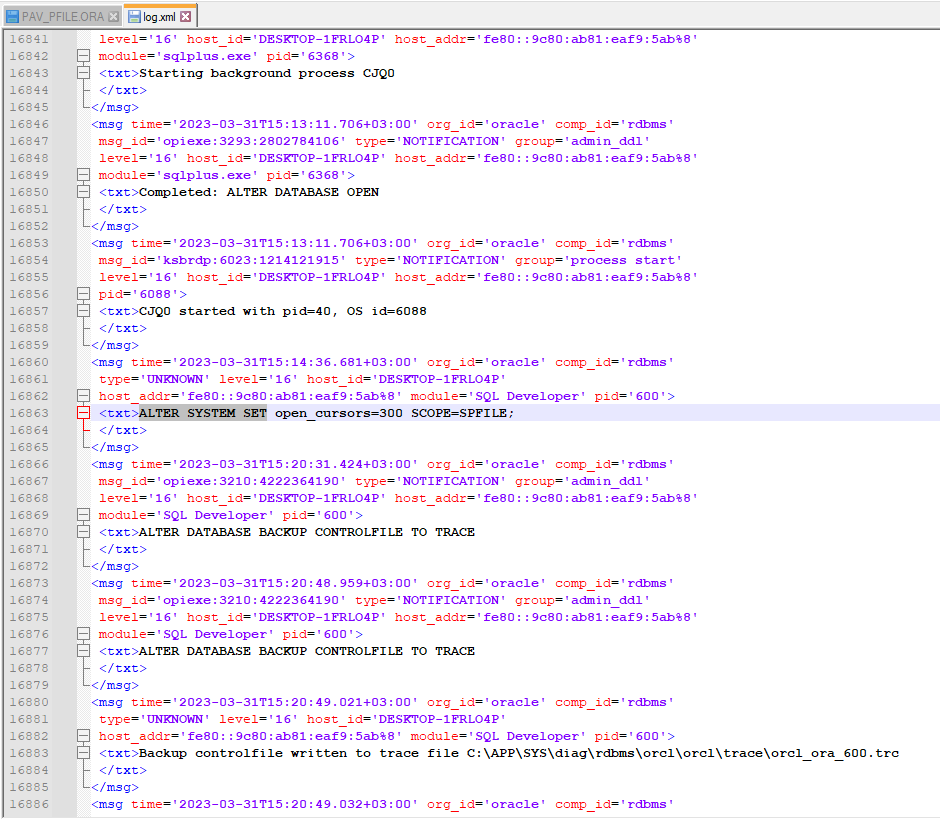 PAV_PFILE.ORA log.xml
16841 level='16' host_id='DESKTOP-1FRLO4P' host_addr='fe80::9c80:ab81:eaf9:5ab%8'
16842 module='sqlplus.exe' pid='6368'>
16843 <txt>Starting background process CJQ0
16844 </txt>
16845 </msg>
16846 <msg time='2023-03-31T15:13:11.706+03:00' org_id='oracle' comp_id='rdbms'
16847 msg_id='opiexe:3293:2802784106' type='NOTIFICATION' group='admin_ddl'
16848 level='16' host_id='DESKTOP-1FRLO4P' host_addr='fe80::9c80:ab81:eaf9:5ab%8'
16849 module='sqlplus.exe' pid='6368'>
16850 <txt>Completed: ALTER DATABASE OPEN
16851 </txt>
16852 </msg>
16853 <msg time='2023-03-31T15:13:11.706+03:00' org_id='oracle' comp_id='rdbms'
16854 msg_id='ksbrdp:6023:1214121915' type='NOTIFICATION' group='process start'
16855 level='16' host_id='DESKTOP-1FRLO4P' host_addr='fe80::9c80:ab81:eaf9:5ab%8'
16856 pid='6088'>
16857 <txt>CJQ0 started with pid=40, OS id=6088
16858 </txt>
16859 </msg>
16860 <msg time='2023-03-31T15:14:36.681+03:00' org_id='oracle' comp_id='rdbms'
16861 type='UNKNOWN' level='16' host_id='DESKTOP-1FRLO4P'
16862 host_addr='fe80::9c80:ab81:eaf9:5ab%8' module='SQL Developer' pid='600'>
16863 <txt>ALTER SYSTEM SET open_cursors=300 SCOPE=SPFILE;
16864 </txt>
16865 </msg>
16866 <msg time='2023-03-31T15:20:31.424+03:00' org_id='oracle' comp_id='rdbms'
16867 msg_id='opiexe:3210:4222364190' type='NOTIFICATION' group='admin_ddl'
16868 level='16' host_id='DESKTOP-1FRLO4P' host_addr='fe80::9c80:ab81:eaf9:5ab%8'
16869 module='SQL Developer' pid='600'>
16870 <txt>ALTER DATABASE BACKUP CONTROLFILE TO TRACE
16871 </txt>
16872 </msg>
16873 <msg time='2023-03-31T15:20:48.959+03:00' org_id='oracle' comp_id='rdbms'
16874 msg_id='opiexe:3210:4222364190' type='NOTIFICATION' group='admin_ddl'
16875 level='16' host_id='DESKTOP-1FRLO4P' host_addr='fe80::9c80:ab81:eaf9:5ab%8'
16876 module='SQL Developer' pid='600'>
16877 <txt>ALTER DATABASE BACKUP CONTROLFILE TO TRACE
16878 </txt>
16879 </msg>
16880 <msg time='2023-03-31T15:20:49.021+03:00' org_id='oracle' comp_id='rdbms'
16881 type='UNKNOWN' level='16' host_id='DESKTOP-1FRLO4P'
16882 host_addr='fe80::9c80:ab81:eaf9:5ab%8' module='SQL Developer' pid='600'>
16883 <txt>Backup controlfile written to trace file C:\APP\SYS\diag\rdbms\orcl\orcl\trace\orcl_ora_600.trc
16884 </txt>
16885 </msg>
16886 <msg time='2023-03-31T15:20:49.032+03:00' org_id='oracle' comp_id='rdbms'